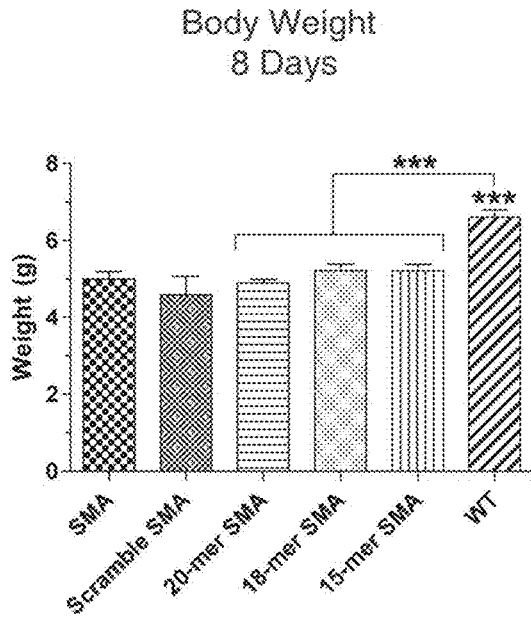 Body Weight
8 Days
***
***
8
6
4
2
0
Weight (g)
SMA
Scramble SMA
20-mer SMA
18-mer SMA
15-mer SMA
WT